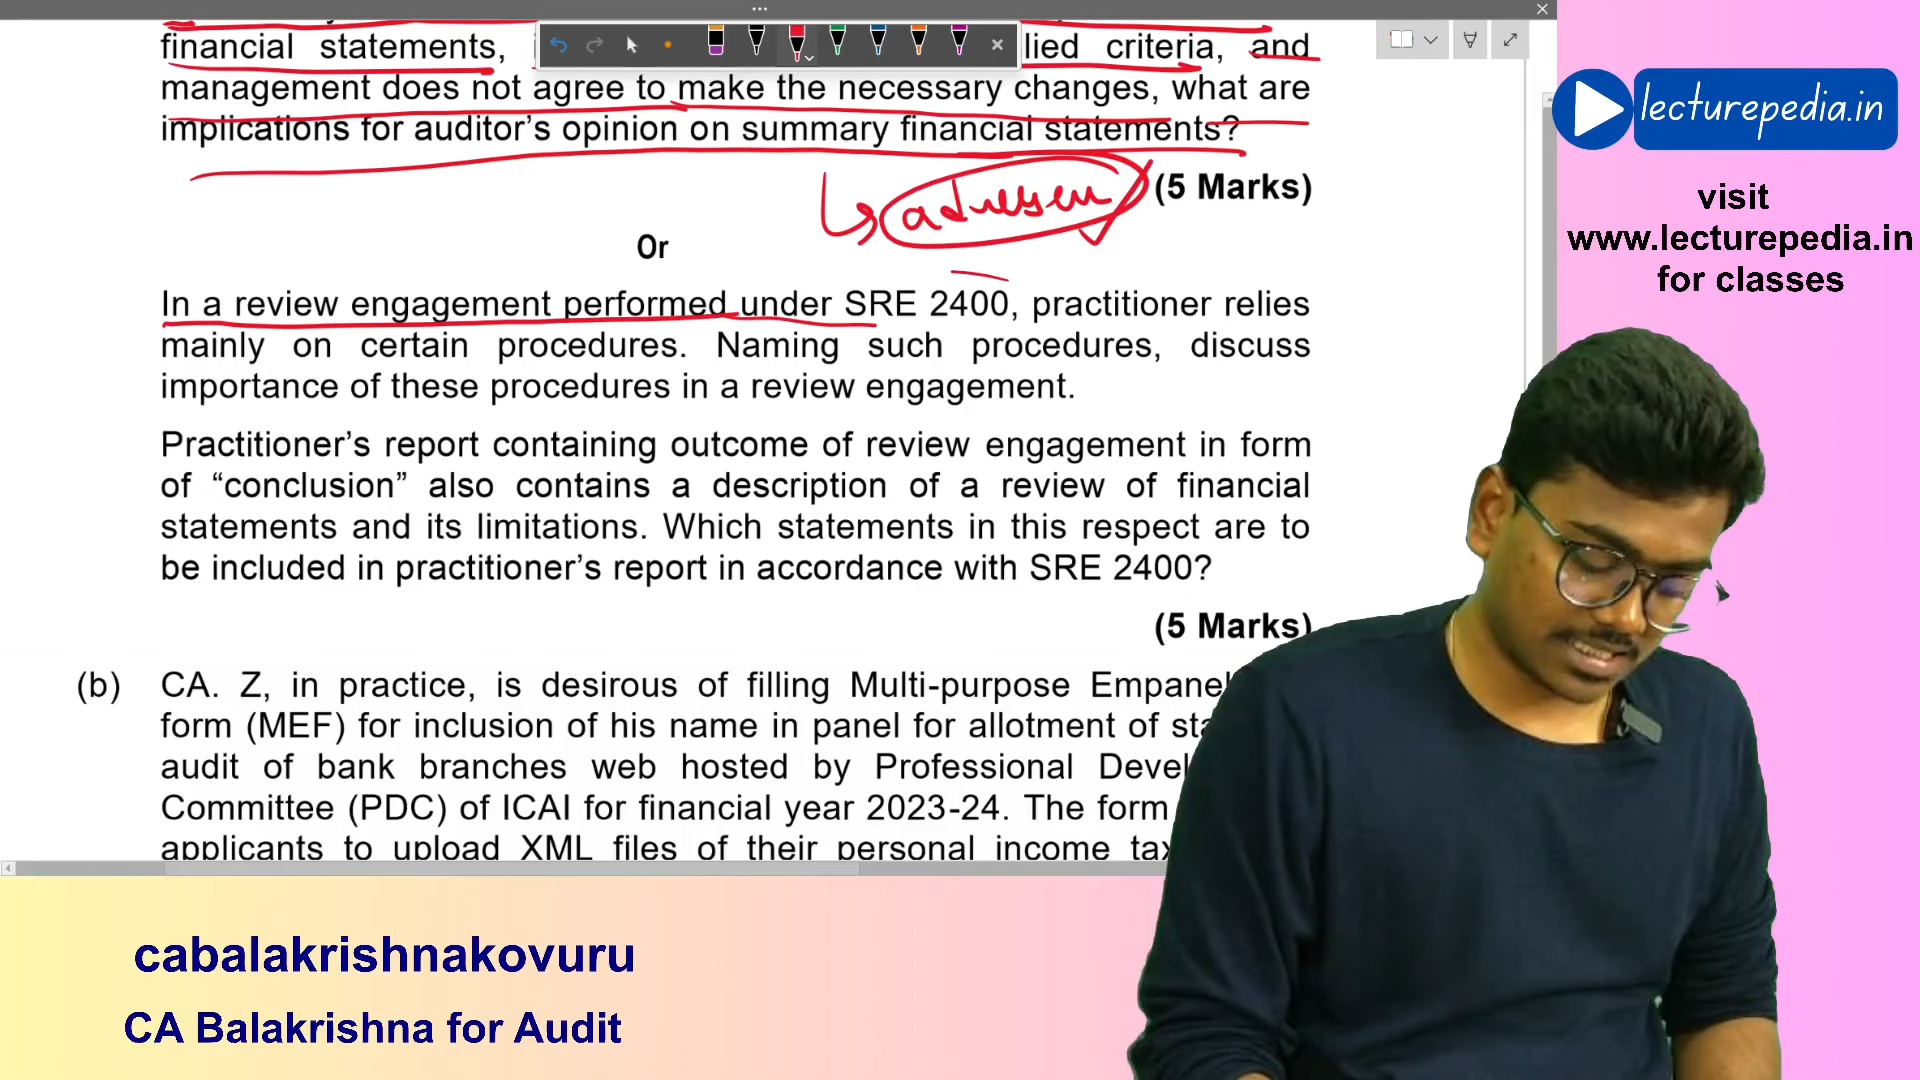 financial statements, lied criteria, and
management does not agree to make the necessary changes, what are
implications for auditor's opinion on summary financial statements?
(5 Marks)
Or
In a review engagement performed under SRE 2400, practitioner relies
mainly on certain procedures. Naming such procedures, discuss
importance of these procedures in a review engagement.
Practitioner's report containing outcome of review engagement in form
of “conclusion” also contains a description of a review of financial
statements and its limitations. Which statements in this respect are to
be included in practitioner's report in accordance with SRE 2400?
(5 Marks)
(b) CA. Z, in practice, is desirous of filling Multi-purpose Empanel
form (MEF) for inclusion of his name in panel for allotment of sta
audit of bank branches web hosted by Professional Devel
Committee (PDC) of ICAI for financial year 2023-24. The form
applicants to upload XML files of their personal income tax
lecturepedia.in
visit
www.lecturepedia.in
for classes
cabalakrishnakovuru
CA Balakrishna for Audit